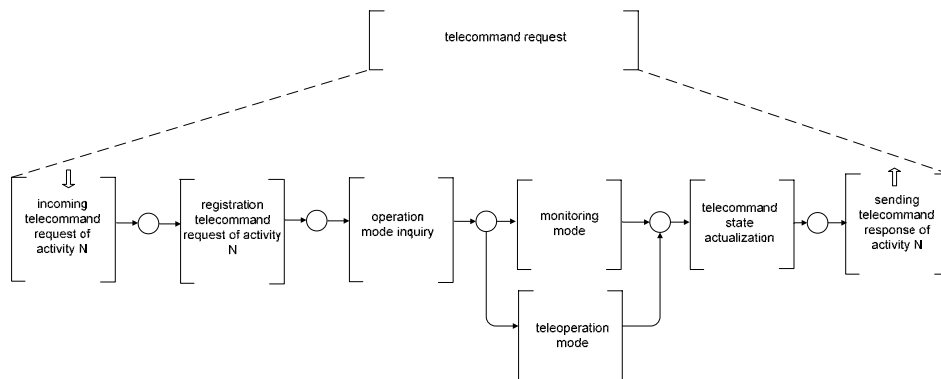 telecommand request
incoming
telecommand
request of
activity N
registration
telecommand
request of activity
N
operation
mode inquiry
monitoring
mode
telecommand
state
actualization
sending
telecommand
response of
activity N
teleoperation
mode